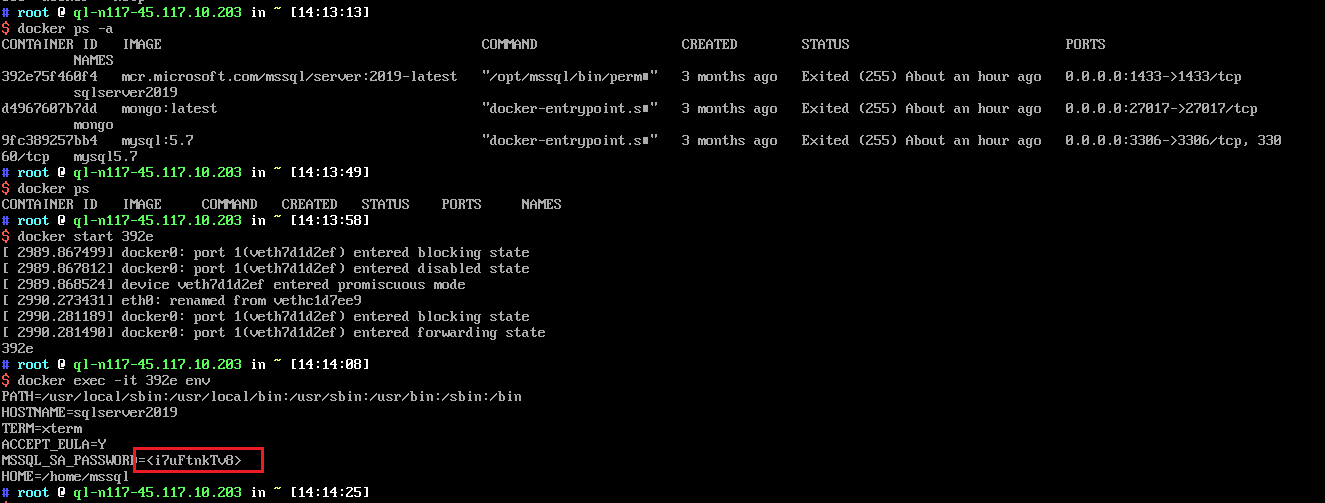 # root @ ql-n117-45.117.10.203 in ~ [14:13:13]
$ docker ps -a
CONTAINER ID   IMAGE                                        COMMAND                  CREATED        STATUS                         PORTS
         NAMES
392e75f460f4   mcr.microsoft.com/mssql/server:2019-latest   "/opt/mssql/bin/perm▪"   3 months ago   Exited (255) About an hour ago   0.0.0.0:1433->1433/tcp
         sqlserver2019
d4967607b7dd   mongo:latest                                 "docker-entrypoint.s▪"   3 months ago   Exited (255) About an hour ago   0.0.0.0:27017->27017/tcp
         mongo
9fc389257bb4   mysql:5.7                                    "docker-entrypoint.s▪"   3 months ago   Exited (255) About an hour ago   0.0.0.0:3306->3306/tcp, 330
60/tcp   mysql5.7
# root @ ql-n117-45.117.10.203 in ~ [14:13:49]
$ docker ps
CONTAINER ID   IMAGE     COMMAND   CREATED   STATUS    PORTS     NAMES
# root @ ql-n117-45.117.10.203 in ~ [14:13:58]
$ docker start 392e
[ 2989.867499] docker0: port 1(veth7d1d2ef) entered blocking state
[ 2989.867812] docker0: port 1(veth7d1d2ef) entered disabled state
[ 2989.868524] device veth7d1d2ef entered promiscuous mode
[ 2990.273431] eth0: renamed from vethc1d7ee9
[ 2990.281189] docker0: port 1(veth7d1d2ef) entered blocking state
[ 2990.281490] docker0: port 1(veth7d1d2ef) entered forwarding state
392e
# root @ ql-n117-45.117.10.203 in ~ [14:14:08]
$ docker exec -it 392e env
PATH=/usr/local/sbin:/usr/local/bin:/usr/sbin:/usr/bin:/sbin:/bin
HOSTNAME=sqlserver2019
TERM=xterm
ACCEPT_EULA=Y
MSSQL_SA_PASSWORD=<i7uFtnkTv8>
HOME=/home/mssql
# root @ ql-n117-45.117.10.203 in ~ [14:14:25]